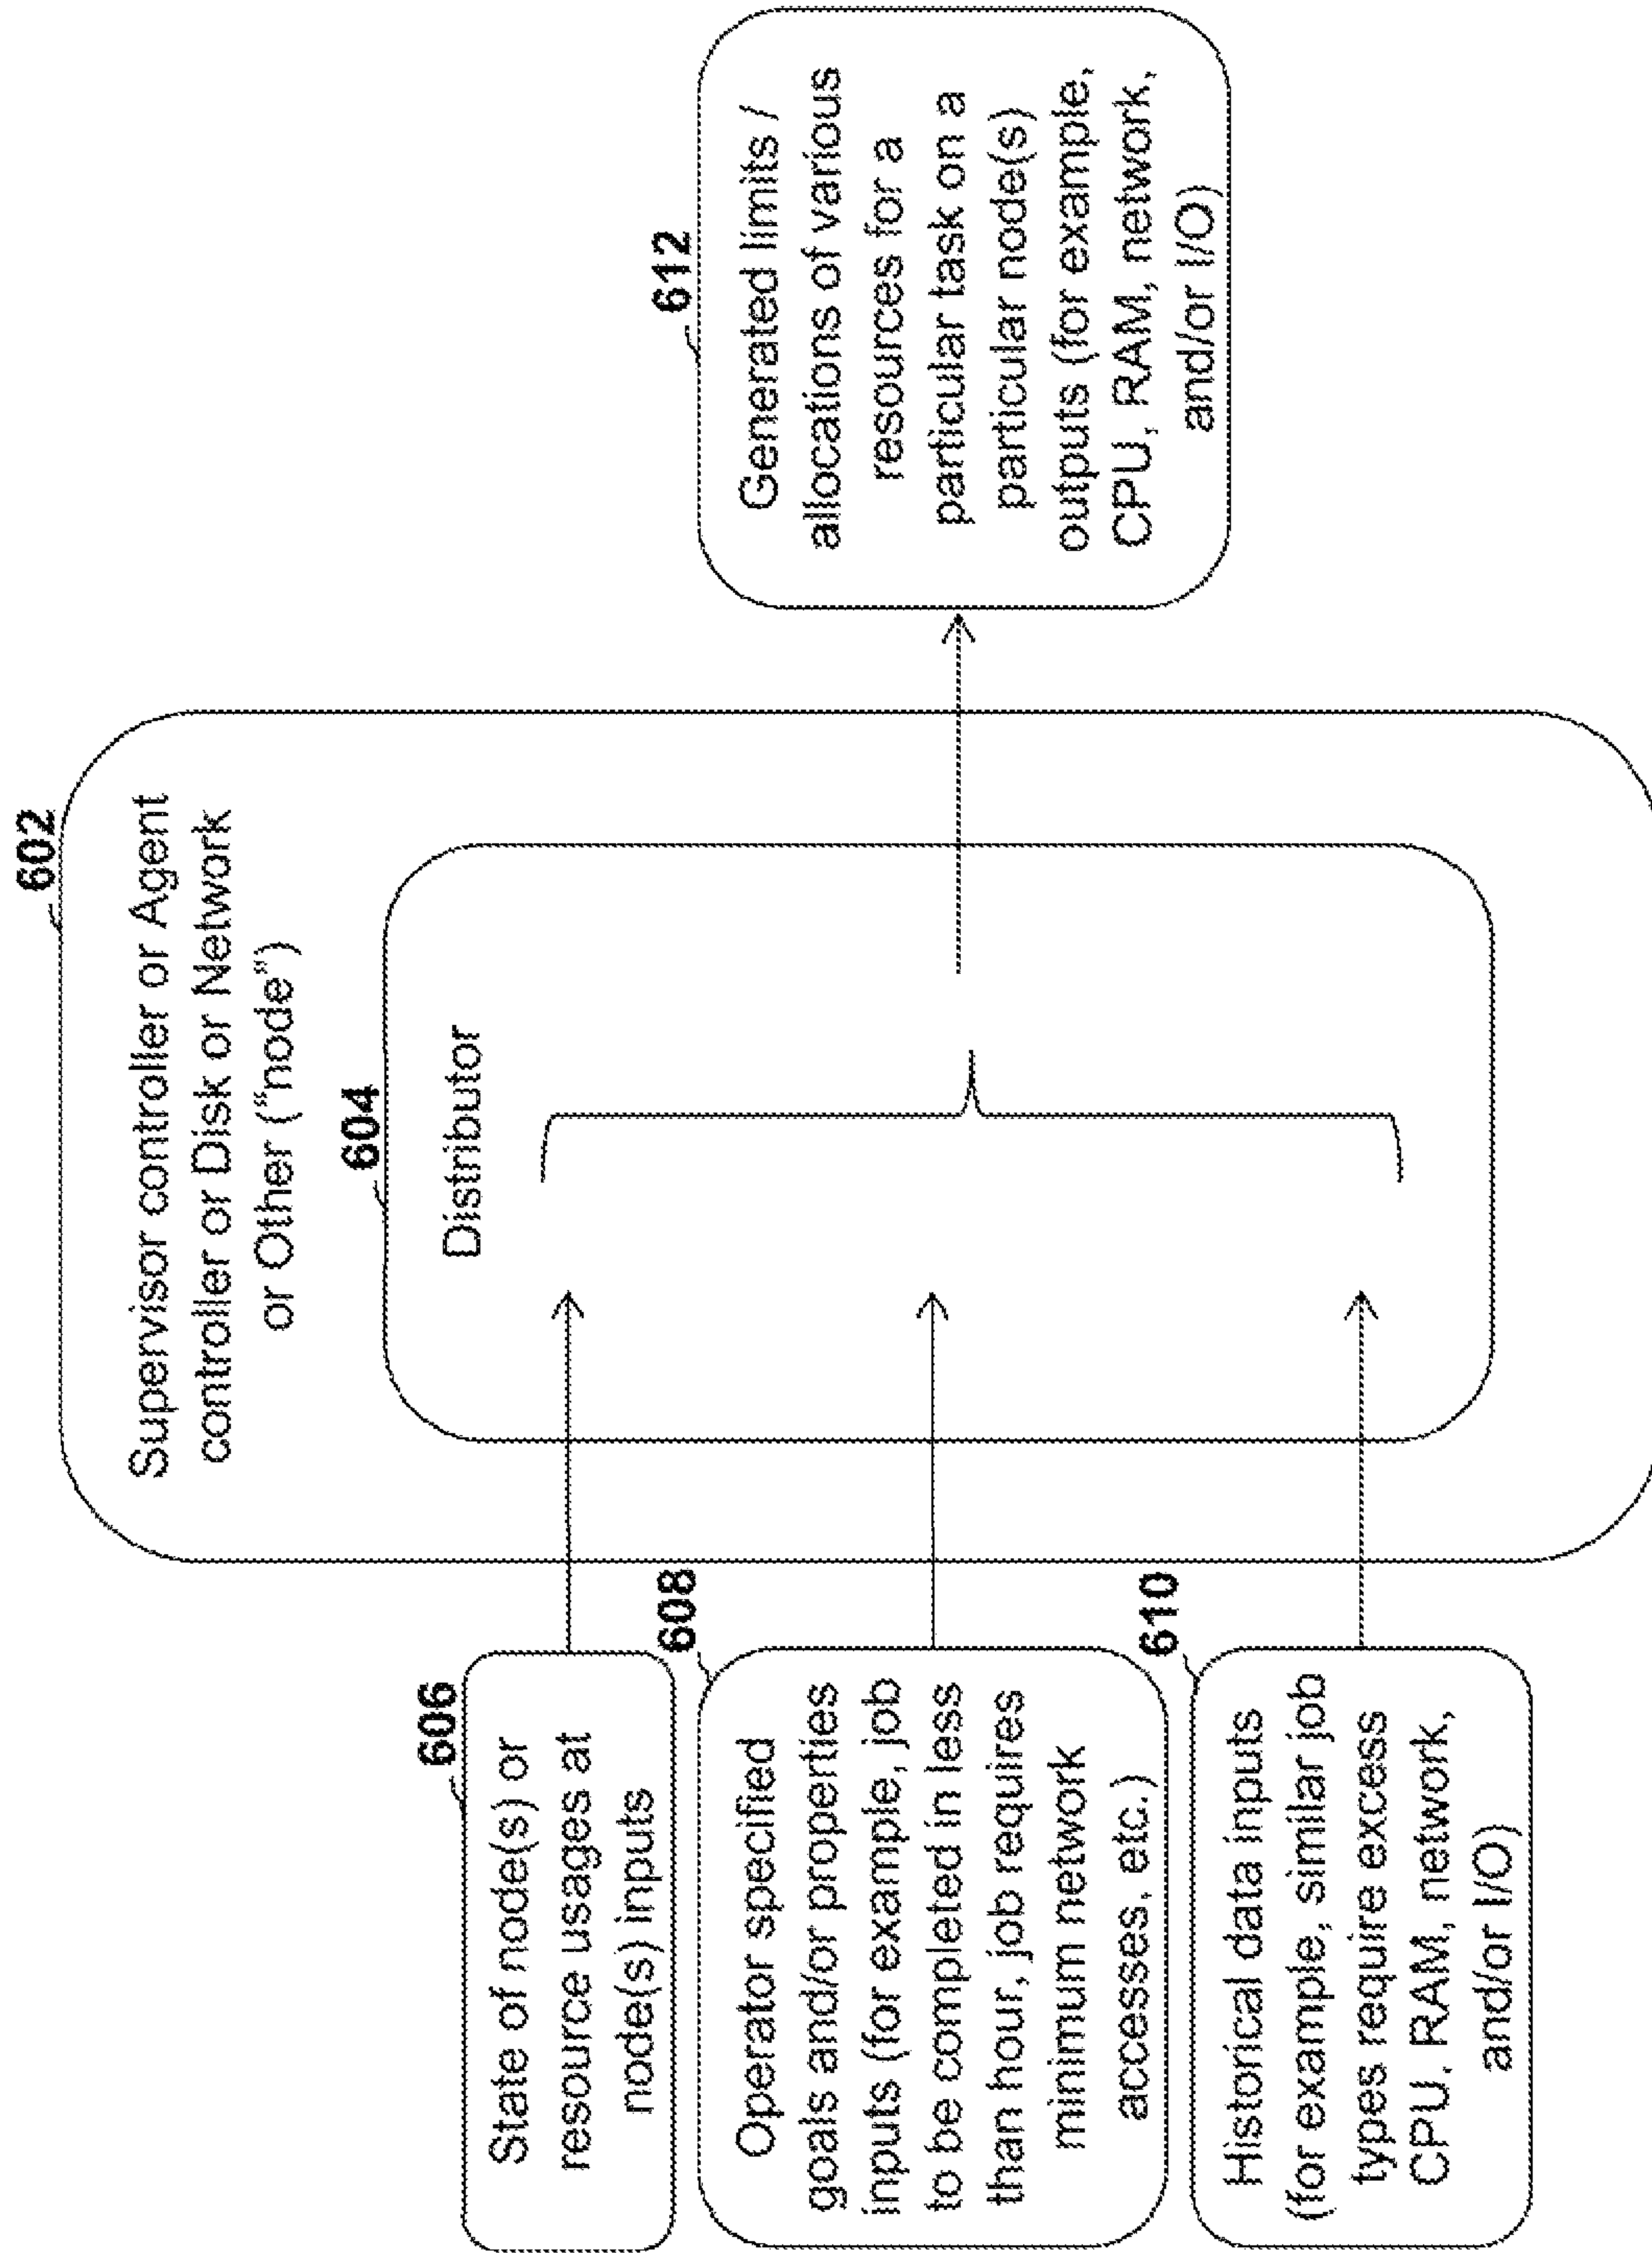 602
Supervisor controller or Agent
controller or Disk or Network
or Other ("node")
604
Distributor
606
State of node(s) or
resource usages at
node(s) inputs
608
Operator specified
goals and/or properties
inputs (for example, job
to be completed in less
than hour, job requires
minimum network
accesses, etc.)
610
Historical data inputs
(for example, similar job
types require excess
CPU, RAM, network,
and/or I/O)
612
Generated limits /
allocations of various
resources for a
particular task on a
particular node(s)
outputs (for example,
CPU, RAM, network,
and/or I/O)